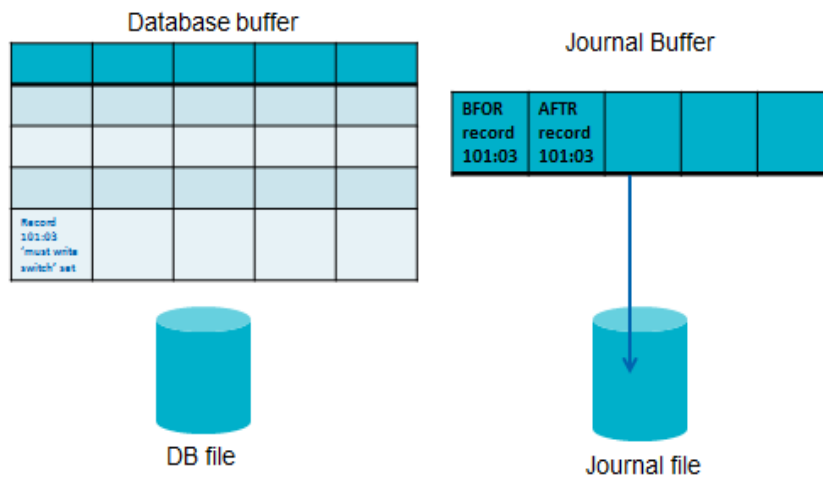 Database buffer
Journal Buffer
BFOR
record
101:03
AFTR
record
101:03
Record
101:03
‘must write
switch’ set
DB file
Journal file